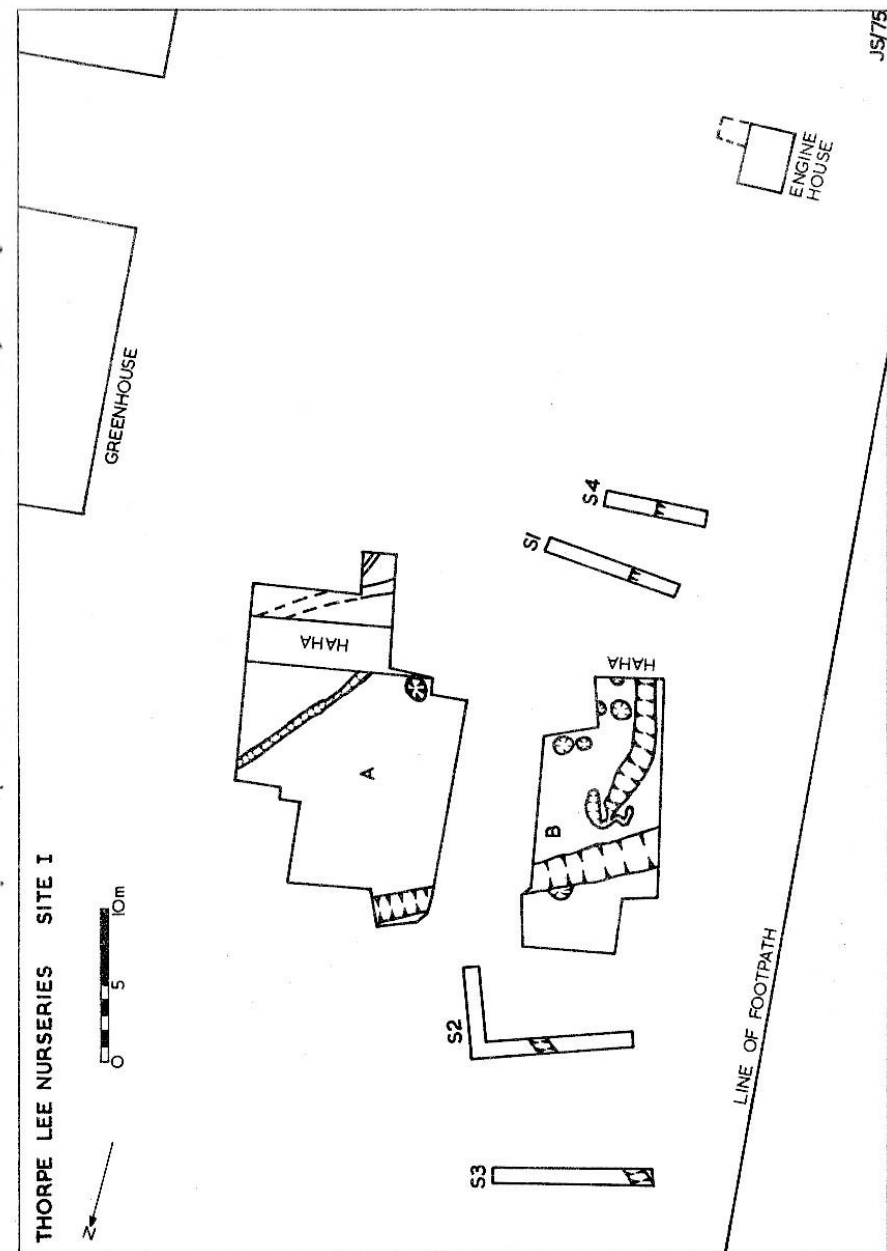 THORPE LEE NURSERIES SITE I
N
0 5 10m
GREENHOUSE
HAHA
A
S1
S4
HAHA
B
S2
S3
ENGINE
HOUSE
LINE OF FOOTPATH
JS/75